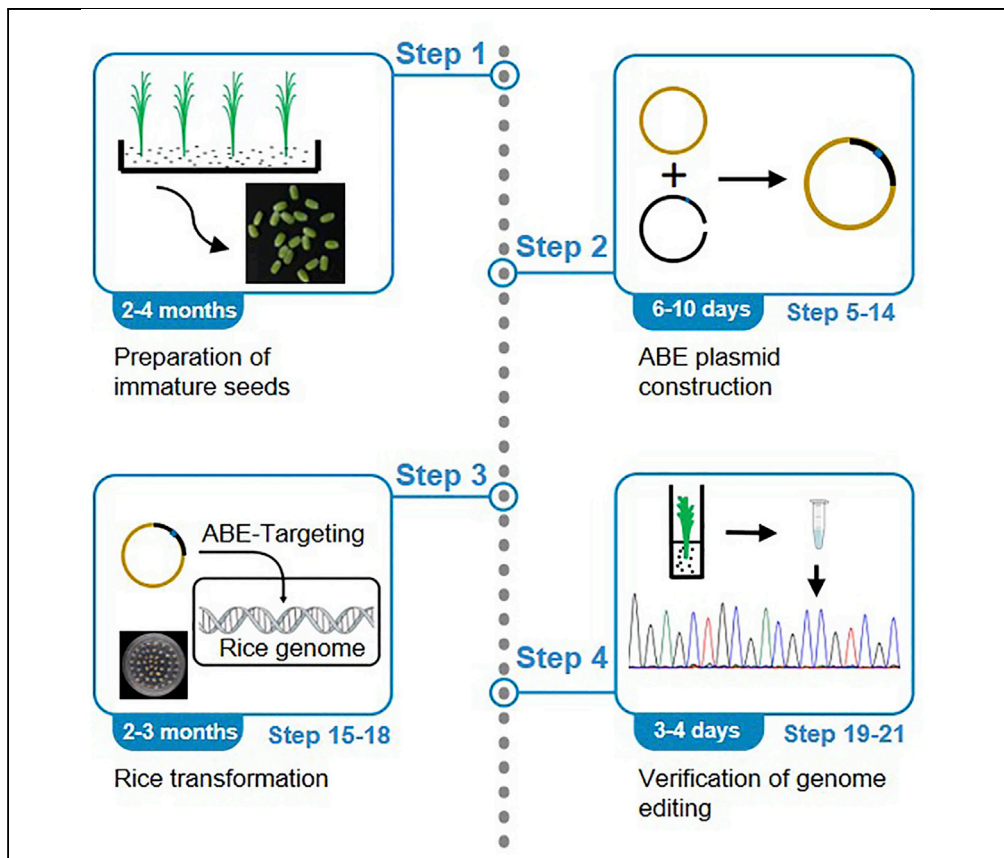 Step 1
2-4 months
Preparation of
immature seeds
Step 2
+
6-10 days
Step 5-14
ABE plasmid
construction
Step 3
ABE-Targeting
Rice genome
2-3 months
Step 15-18
Rice transformation
Step 4
3-4 days
Step 19-21
Verification of genome
editing